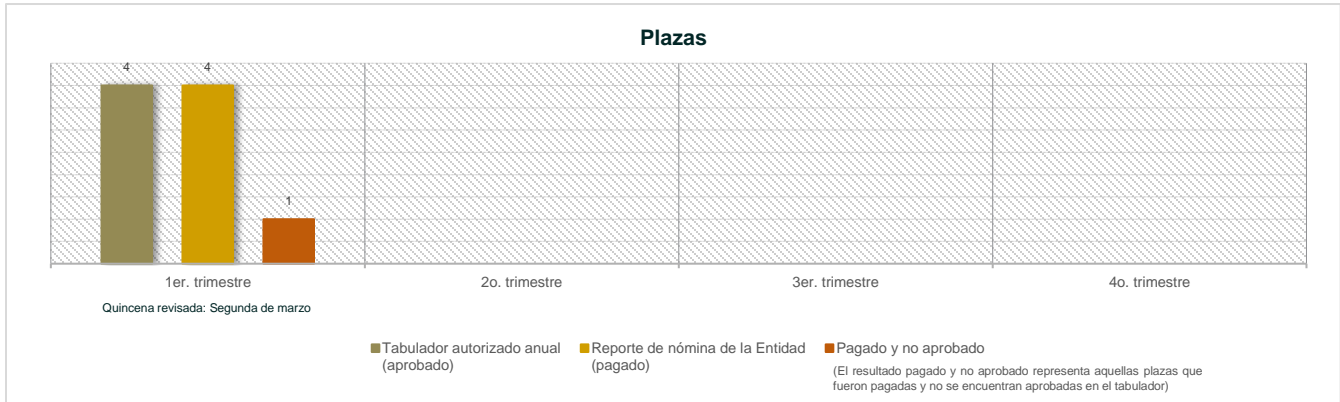 Plazas
4
4
1
1er. trimestre
2o. trimestre
3er. trimestre
4o. trimestre
Quincena revisada: Segunda de marzo
Tabulador autorizado anual
(aprobado)
Reporte de nómina de la Entidad
(pagado)
Pagado y no aprobado
(El resultado pagado y no aprobado representa aquellas plazas que
fueron pagadas y no se encuentran aprobadas en el tabulador)